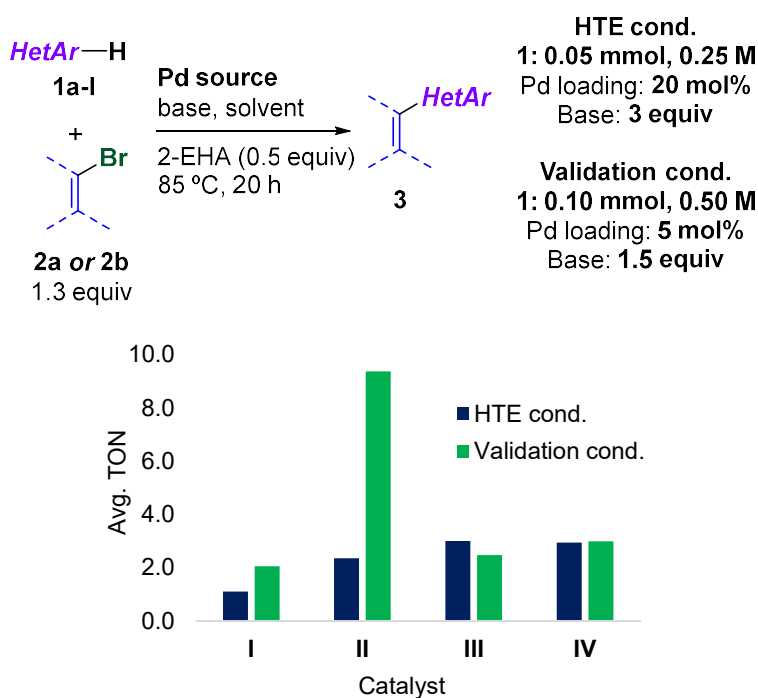 HetAr—H
1a-l
+
Br
2a or 2b
1.3 equiv
Pd source
base, solvent
2-EHA (0.5 equiv)
85 ºC, 20 h
HetAr
3
HTE cond.
1: 0.05 mmol, 0.25 M
Pd loading: 20 mol%
Base: 3 equiv
Validation cond.
1: 0.10 mmol, 0.50 M
Pd loading: 5 mol%
Base: 1.5 equiv
Avg. TON
10.0
8.0
6.0
4.0
2.0
0.0
HTE cond.
Validation cond.
I II III IV
Catalyst